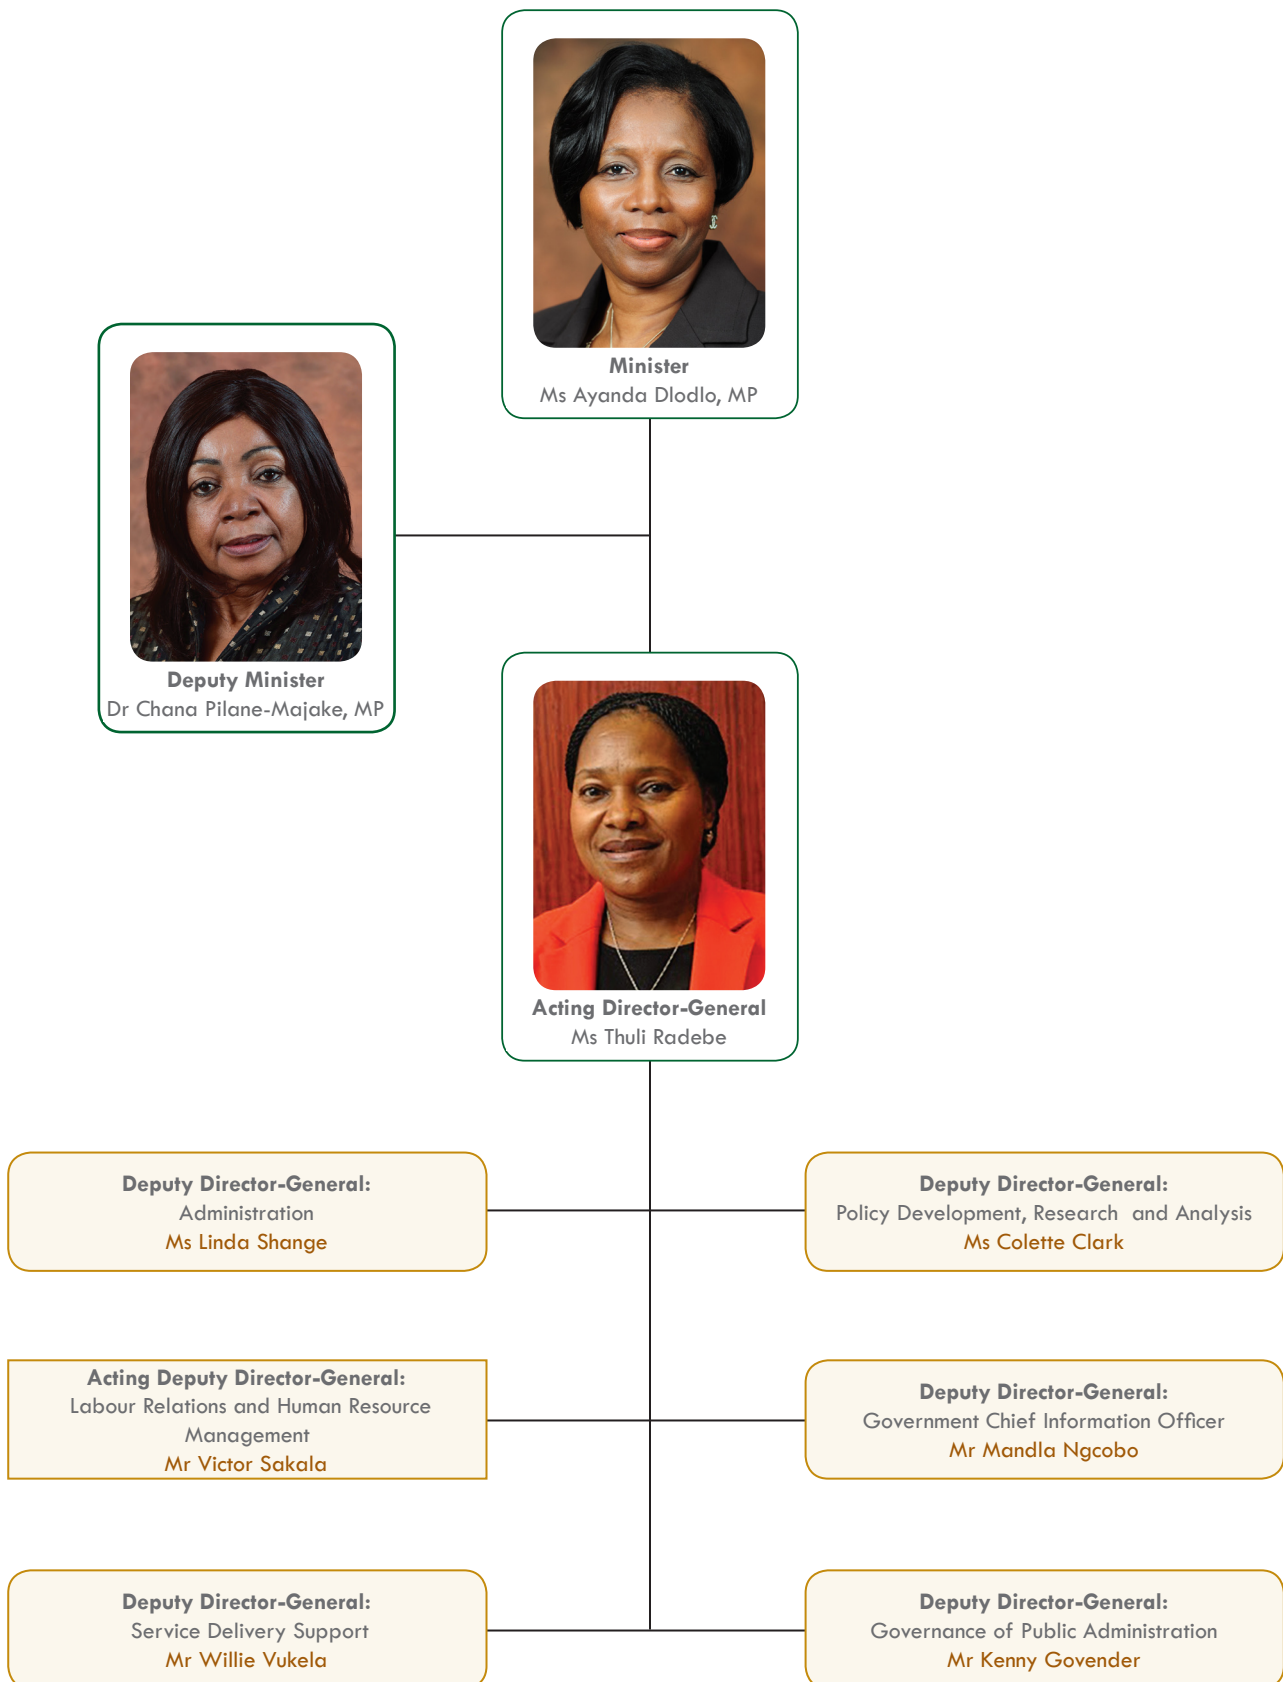 Minister
Ms Ayanda Dlodlo, MP
Deputy Minister
Dr Chana Pilane-Majake, MP
Acting Director-General
Ms Thuli Radebe
Deputy Director-General:
Administration
Ms Linda Shange
Deputy Director-General:
Policy Development, Research and Analysis
Ms Colette Clark
Acting Deputy Director-General:
Labour Relations and Human Resource
Management
Mr Victor Sakala
Deputy Director-General:
Government Chief Information Officer
Mr Mandla Ngcobo
Deputy Director-General:
Service Delivery Support
Mr Willie Vukela
Deputy Director-General:
Governance of Public Administration
Mr Kenny Govender